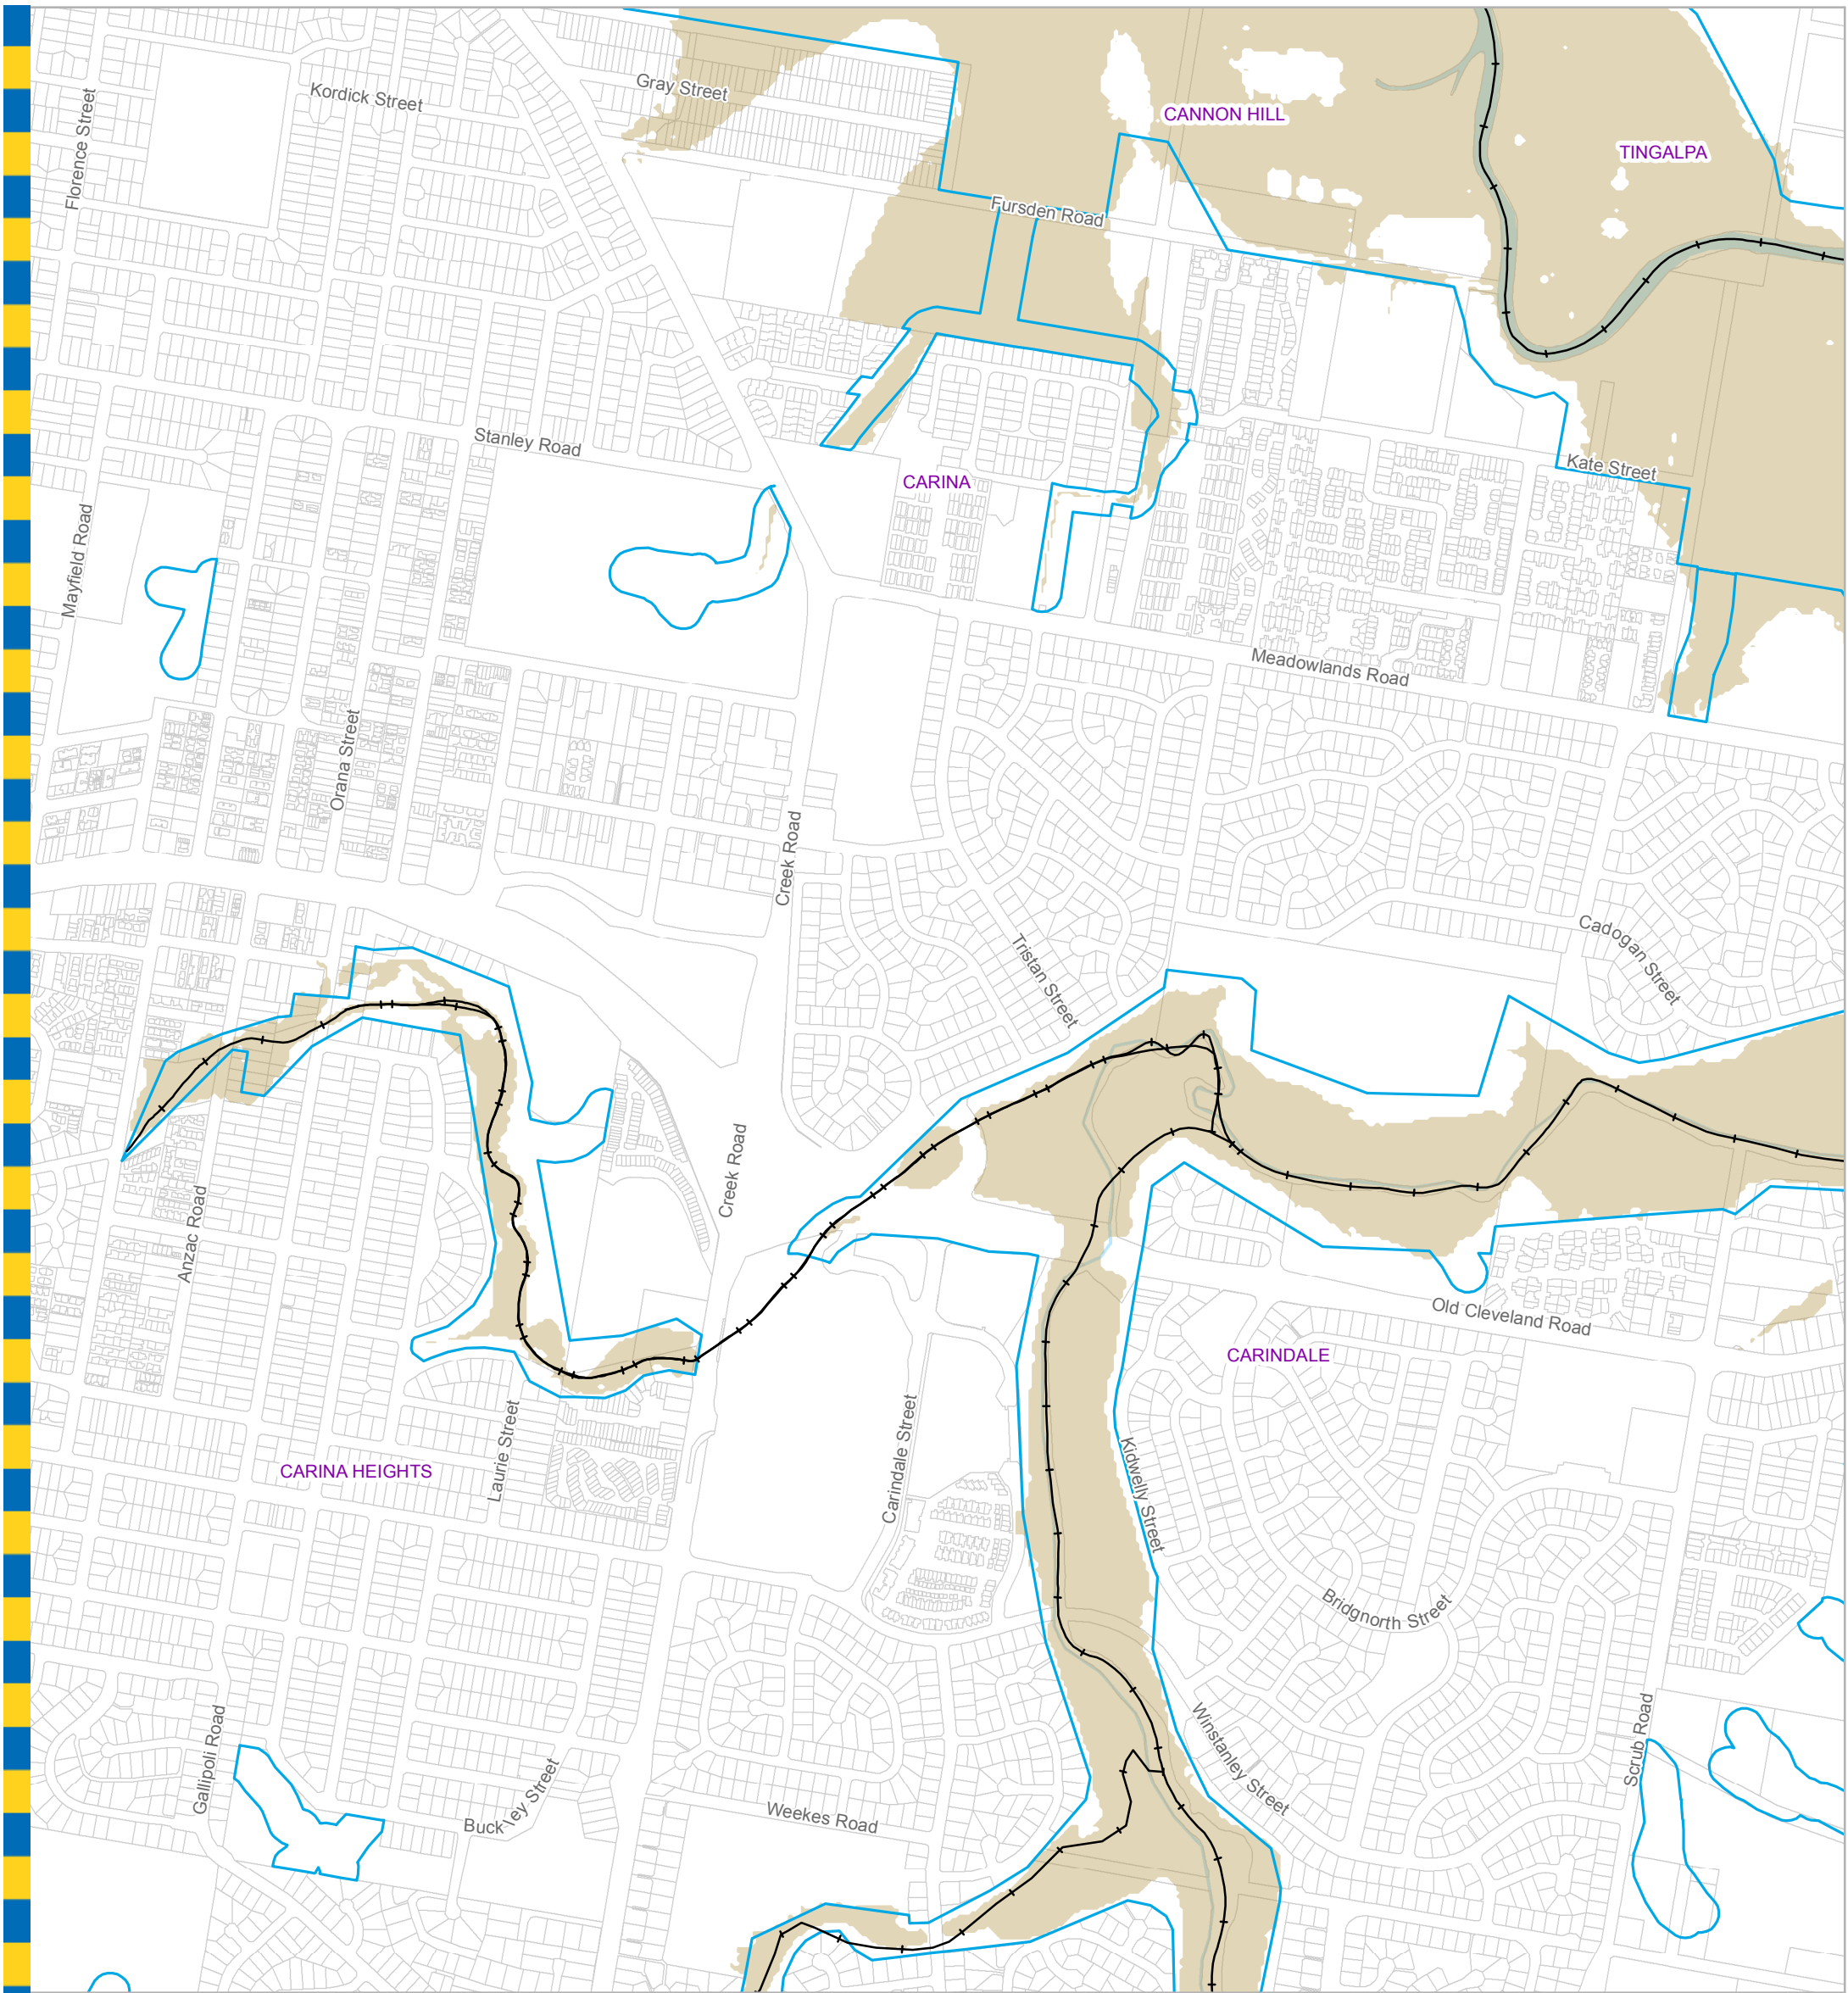 Gray Street
Kordick Street
CANNON HILL
Florence Street
TINGALPA
Fursden Road
Stanley Road
Kate Street
CARINA
Mayfield Road
Meadowlands Road
Orana Street
Creek Road
Cadogan Street
Tristan Street
Creek Road
Anzac Road
Old Cleveland Road
CARINDALE
Carindale Street
Laurie Street
CARINA HEIGHTS
Kidwelly Street
Bridgnorth Street
Scrub Road
Winstanley Street
Gallipoli Road
Buck ey Street
Weekes Road